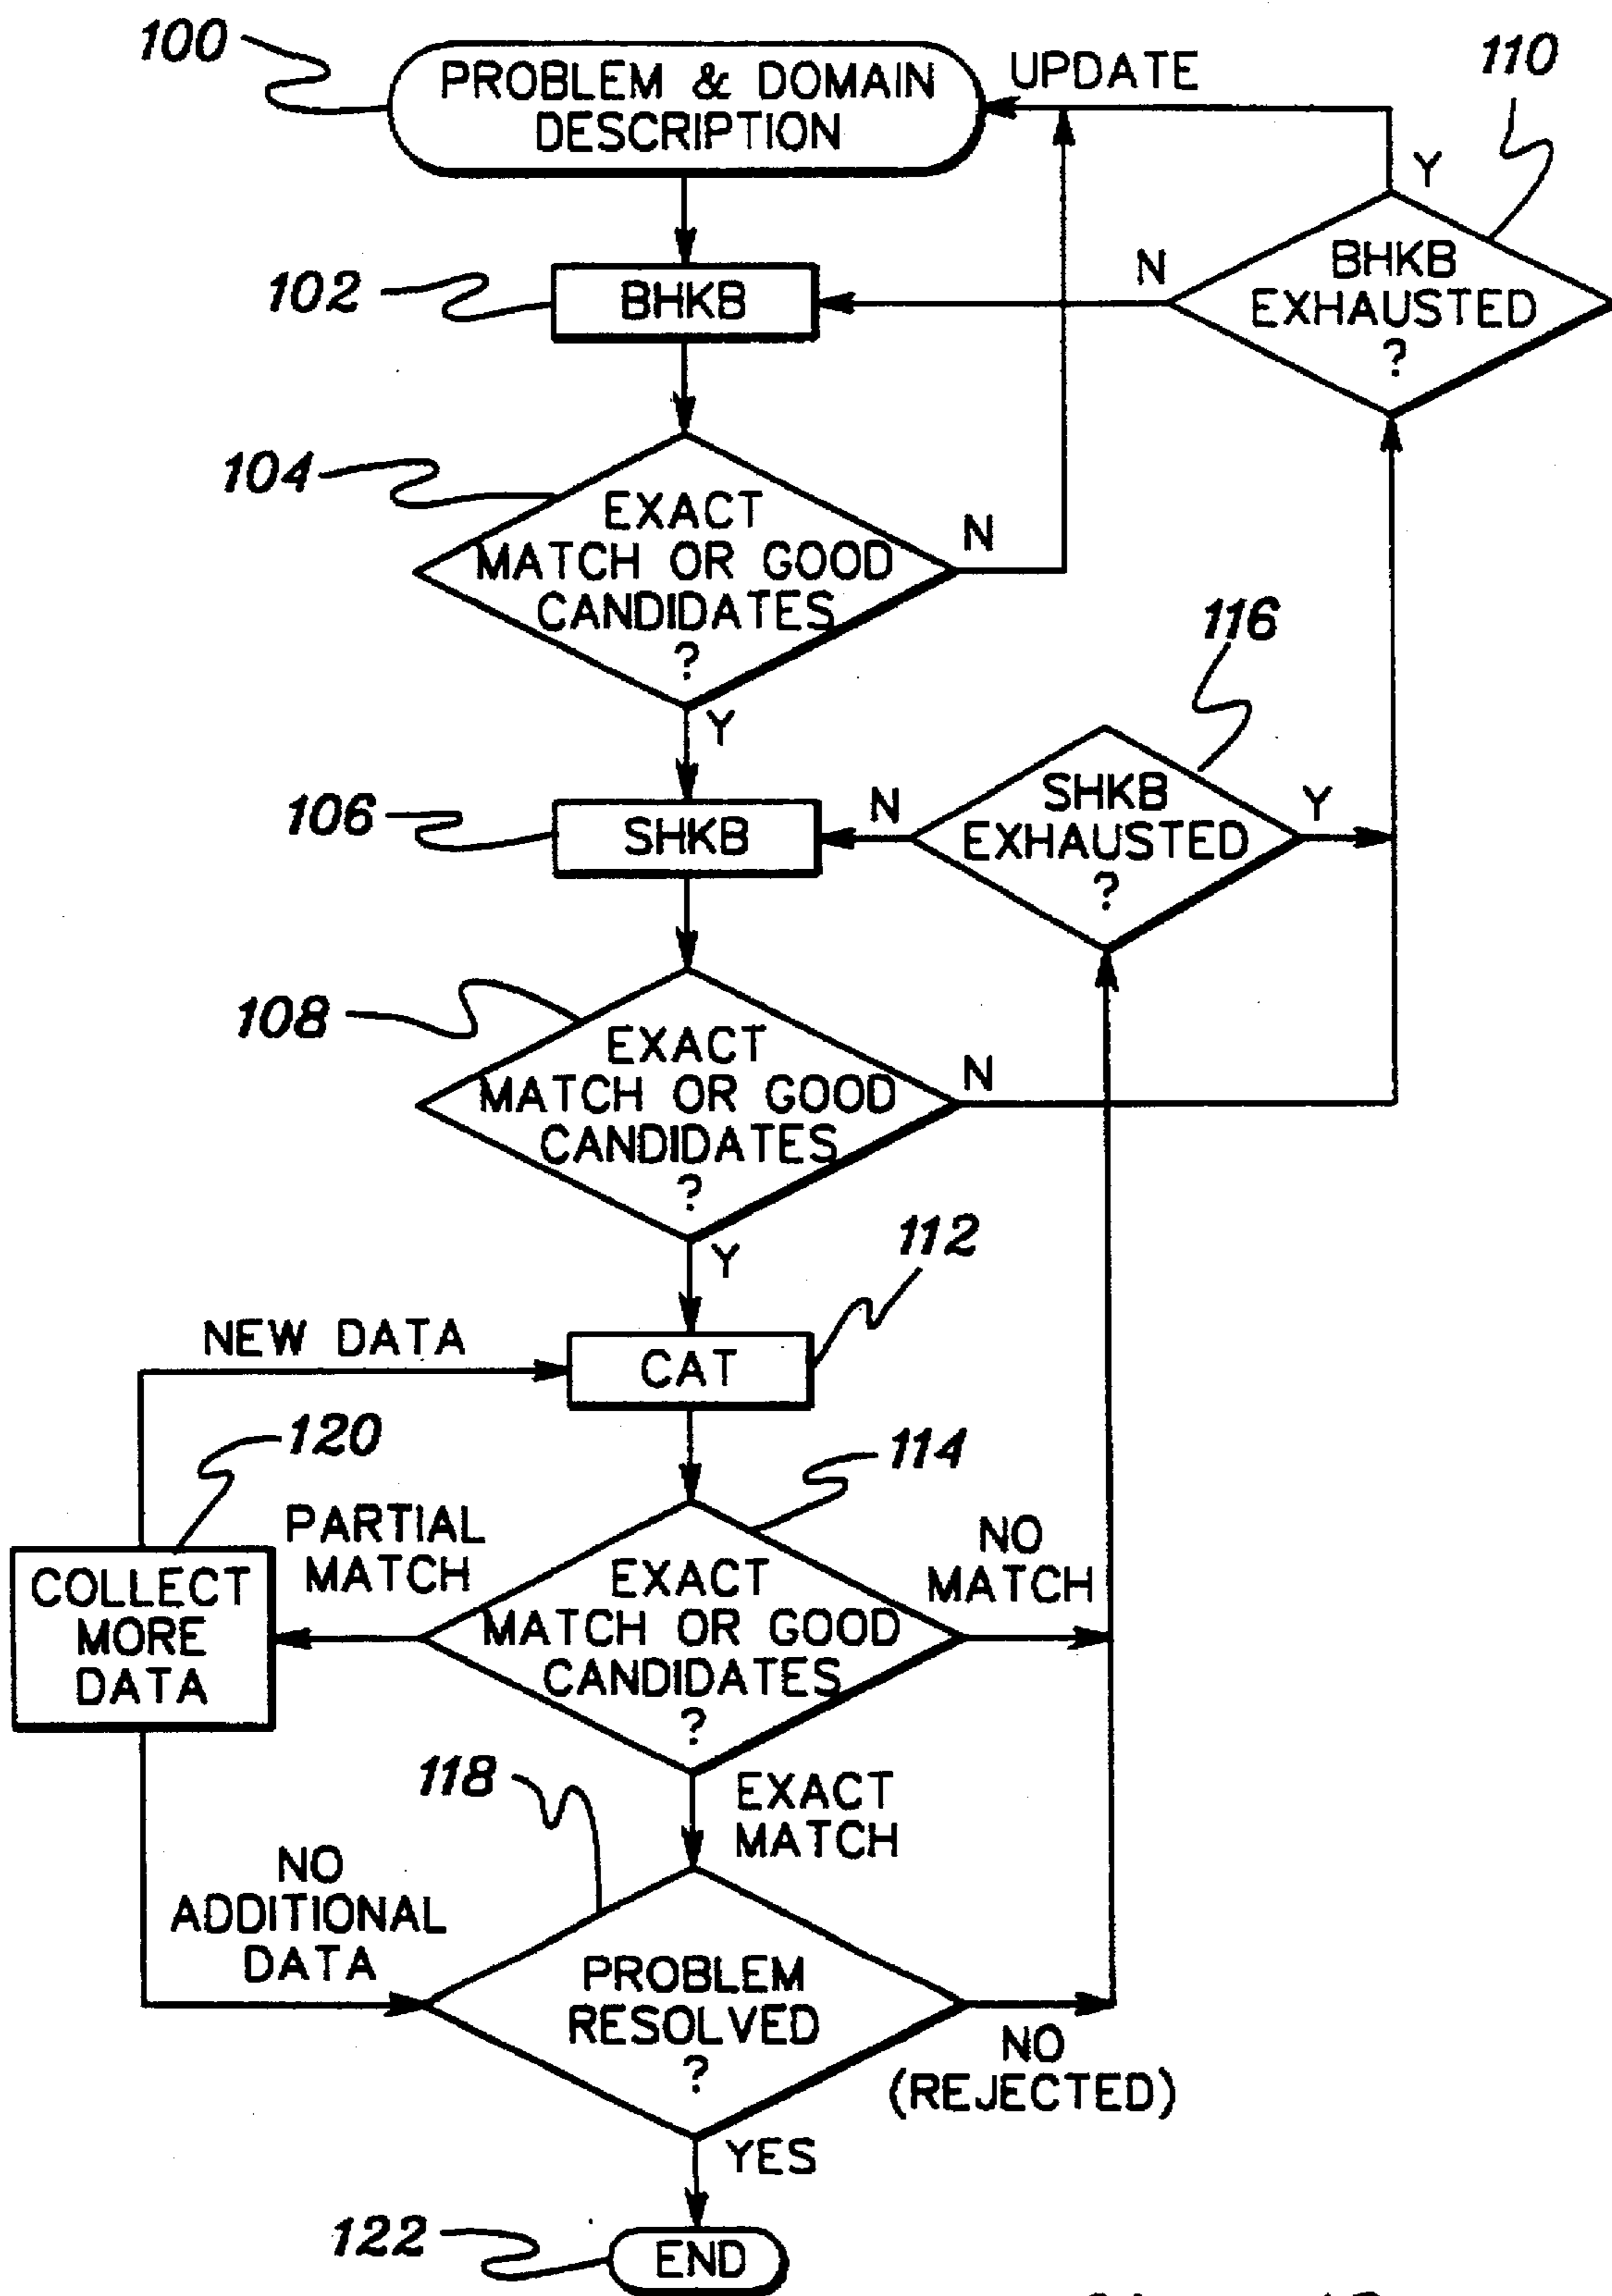 100
PROBLEM & DOMAIN
DESCRIPTION
UPDATE
110
Y
102
BHKB
N
BHKB
EXHAUSTED
?
104
EXACT
MATCH OR GOOD
CANDIDATES
?
N
Y
116
106
SHKB
N
SHKB
EXHAUSTED
?
Y
108
EXACT
MATCH OR GOOD
CANDIDATES
?
N
Y
112
NEW DATA
CAT
120
114
PARTIAL
MATCH
NO
MATCH
COLLECT
MORE
DATA
EXACT
MATCH OR GOOD
CANDIDATES
?
118
EXACT
MATCH
NO
ADDITIONAL
DATA
PROBLEM
RESOLVED
?
NO
(REJECTED)
YES
122
END